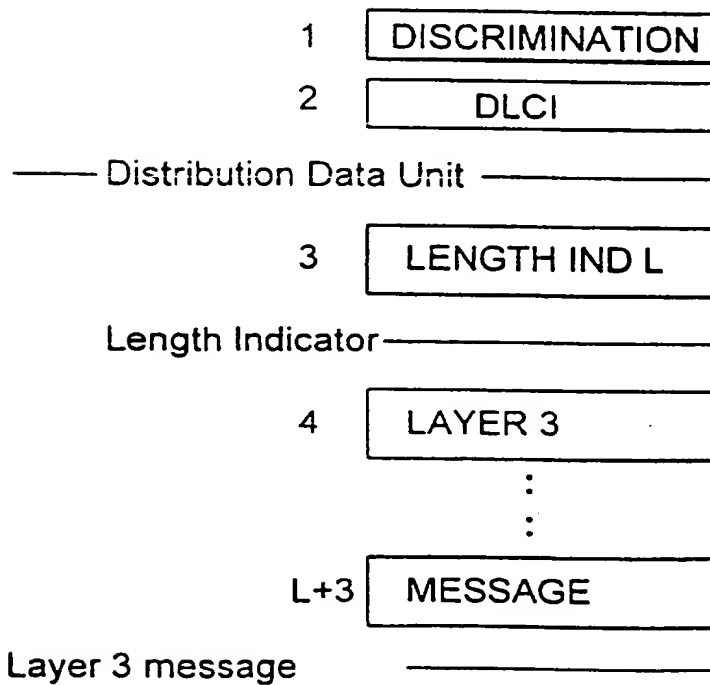 1 DISCRIMINATION
2 DLCI
Distribution Data Unit
3 LENGTH IND L
Length Indicator
4 LAYER 3
L+3 MESSAGE
Layer 3 message